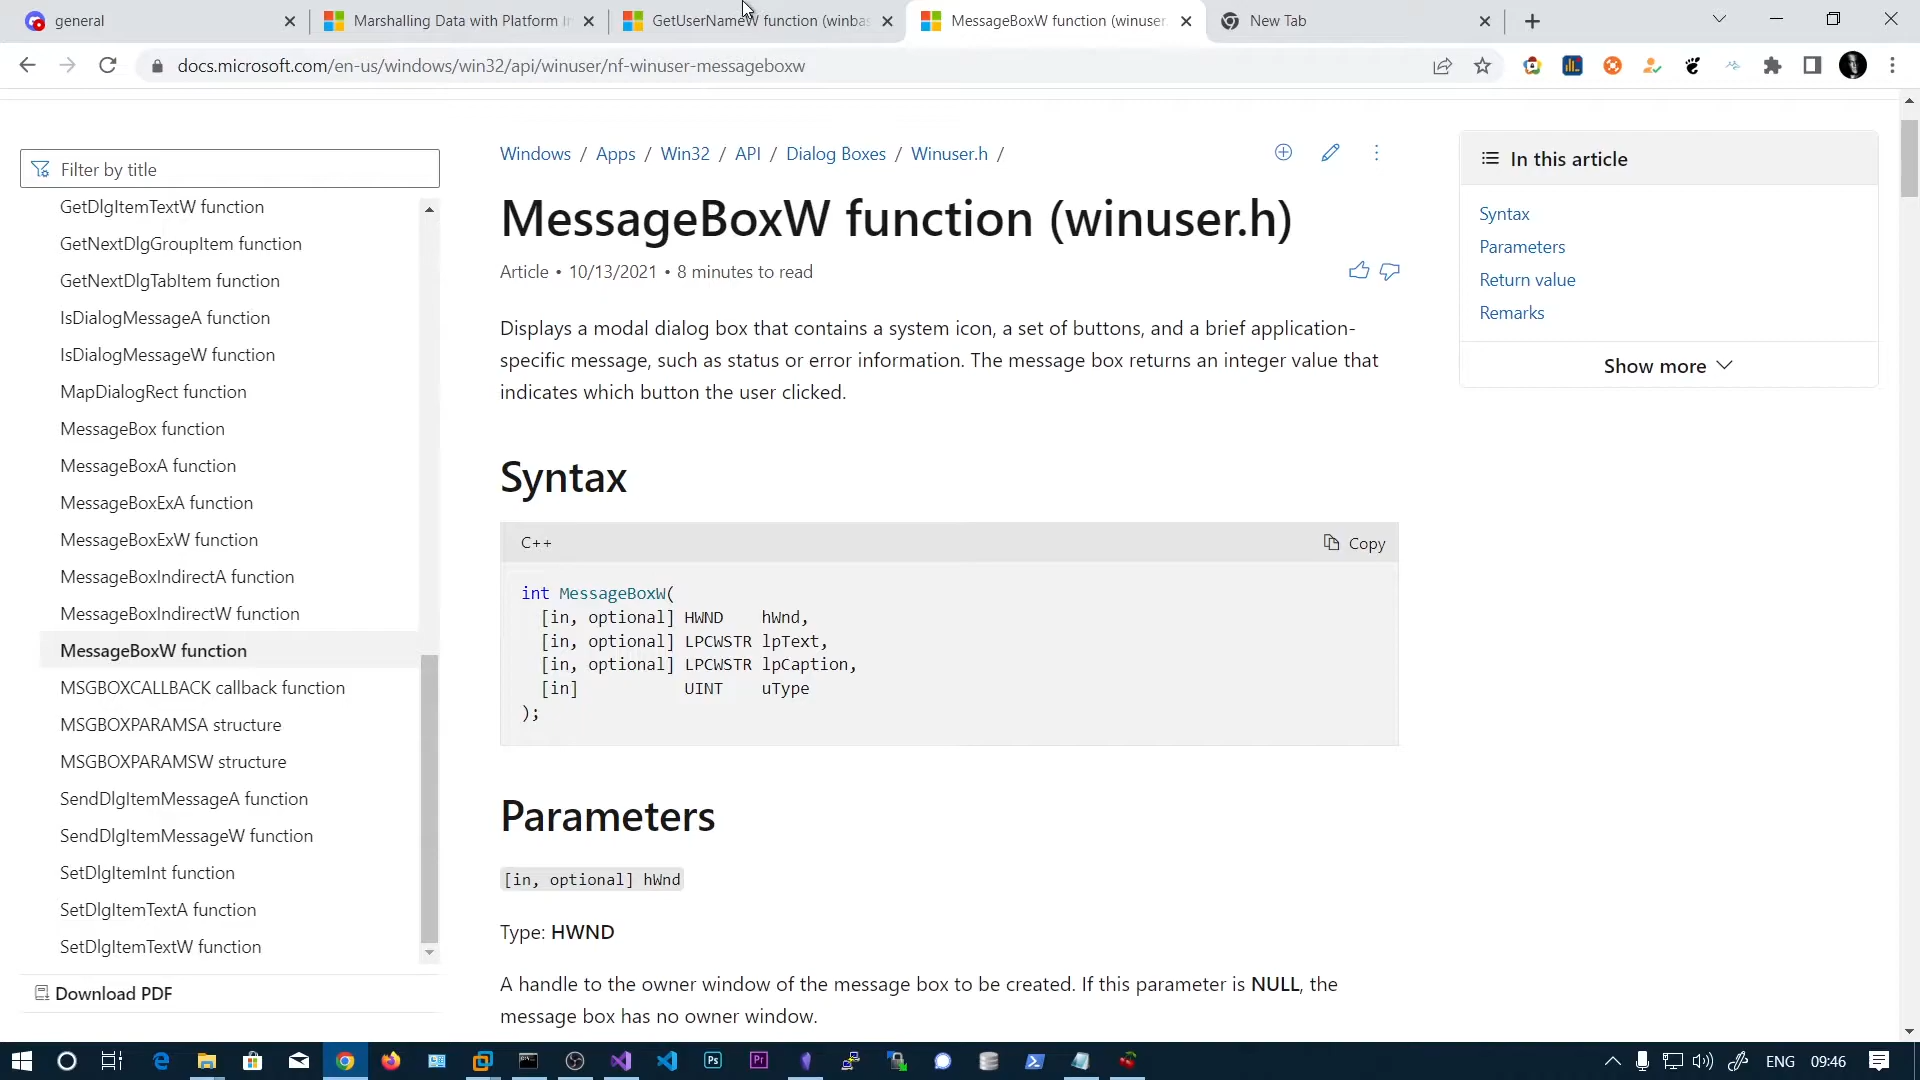 general
Marshalling Data with Platform In
GetUserNameW function (winbas
MessageBoxW function (winuser.
New Tab
docs.microsoft.com/en-us/windows/win32/api/winuser/nf-winuser-messageboxw
Filter by title
GetDlgItemTextW function
GetNextDlgGroupItem function
GetNextDlgTabItem function
IsDialogMessageA function
IsDialogMessageW function
MapDialogRect function
MessageBox function
MessageBoxA function
MessageBoxExA function
MessageBoxExW function
MessageBoxIndirectA function
MessageBoxIndirectW function
MessageBoxW function
MSGBOXCALLBACK callback function
MSGBOXPARAMSA structure
MSGBOXPARAMSW structure
SendDlgItemMessageA function
SendDlgItemMessageW function
SetDlgItemInt function
SetDlgItemTextA function
SetDlgItemTextW function
Download PDF
Windows / Apps / Win32 / API / Dialog Boxes / Winuser.h /
MessageBoxW function (winuser.h)
Article • 10/13/2021 • 8 minutes to read
Displays a modal dialog box that contains a system icon, a set of buttons, and a brief application-
specific message, such as status or error information. The message box returns an integer value that
indicates which button the user clicked.
Syntax
C++
Copy
int MessageBoxW(
[in, optional] HWND    hWnd,
[in, optional] LPCWSTR lpText,
[in, optional] LPCWSTR lpCaption,
[in]           UINT    uType
);
Parameters
[in, optional] hWnd
Type: HWND
A handle to the owner window of the message box to be created. If this parameter is NULL, the
message box has no owner window.
In this article
Syntax
Parameters
Return value
Remarks
Show more
Ps
Pr
ENG
09:46